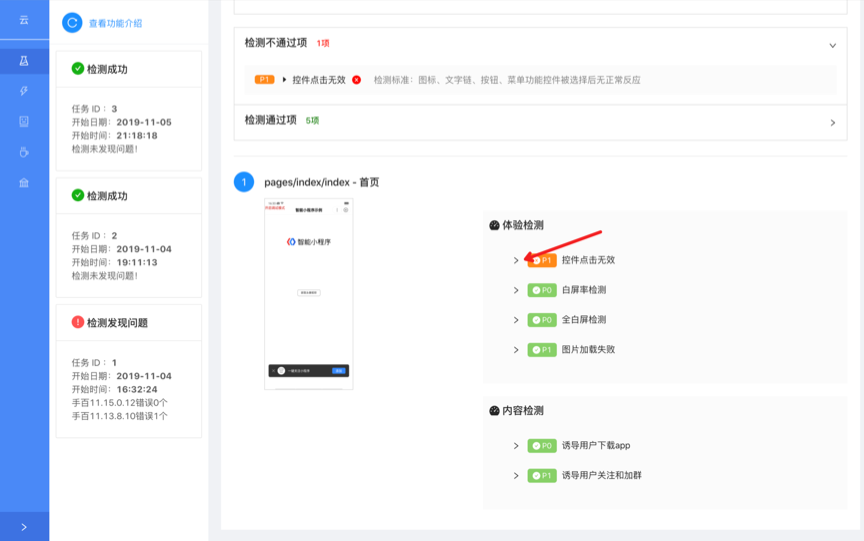 云
查看功能介绍
检测成功
任务 ID： 3
开始日期：2019-11-05
开始时间：21:18:18
检测未发现问题!
检测成功
任务 ID： 2
开始日期：2019-11-04
开始时间：19:11:13
检测未发现问题!
检测发现问题
任务 ID： 1
开始日期：2019-11-04
开始时间：16:32:24
手百11.15.0.12错误0个
手百11.13.8.10错误1个
检测不通过项 1项
P1 控件点击无效 检测标准：图标、文字链、按钮、菜单功能控件被选择后无正常反应
检测通过项 5项
1 pages/index/index - 首页
智能小程序示例
智能小程序
体验检测
P1 控件点击无效
P0 白屏率检测
P0 全白屏检测
P1 图片加载失败
内容检测
P0 诱导用户下载app
P1 诱导用户关注和加群